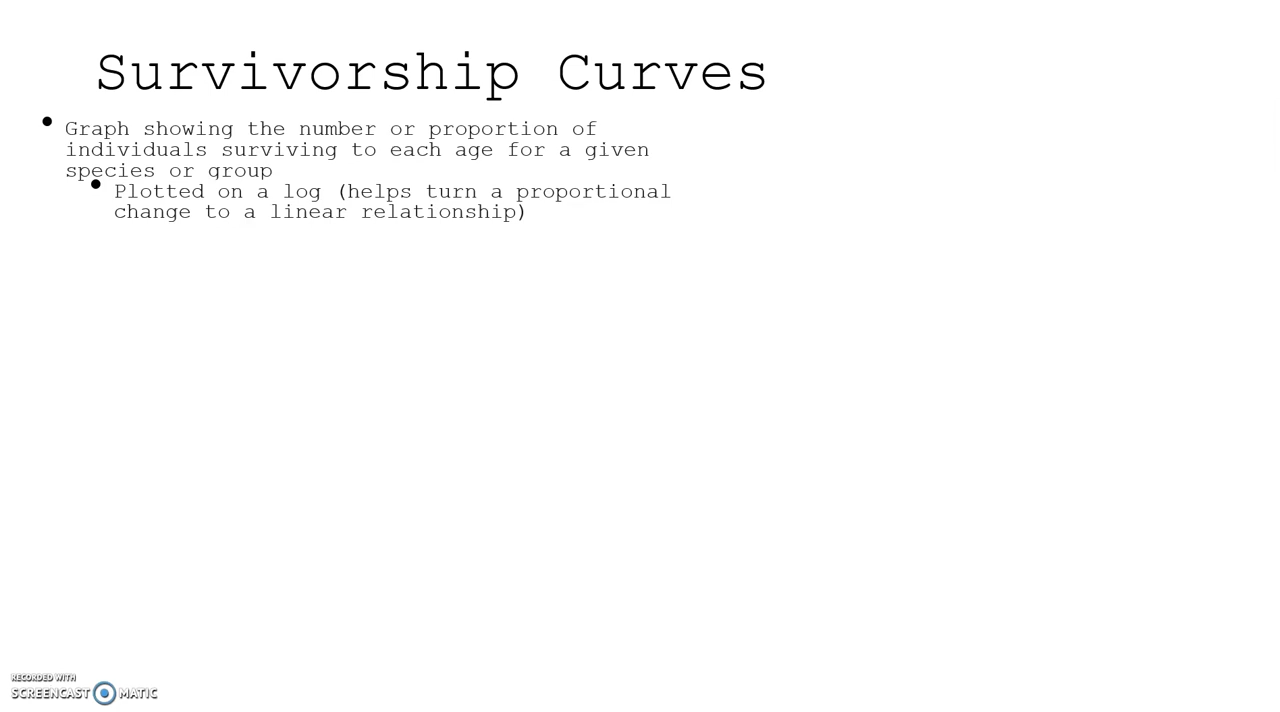 Survivorship Curves
• Graph showing the number or proportion of
individuals surviving to each age for a given
species or group
• Plotted on a log (helps turn a proportional
change to a linear relationship)
RECORDED WITH
SCREENCAST MATIC